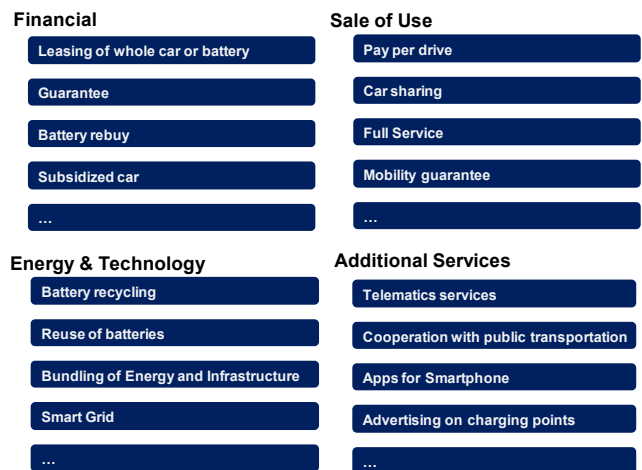 Financial
Leasing of whole car or battery
Guarantee
Battery rebuy
Subsidized car
…
Sale of Use
Pay per drive
Car sharing
Full Service
Mobility guarantee
…
Energy & Technology
Battery recycling
Reuse of batteries
Bundling of Energy and Infrastructure
Smart Grid
…
Additional Services
Telematics services
Cooperation with public transportation
Apps for Smartphone
Advertising on charging points
…